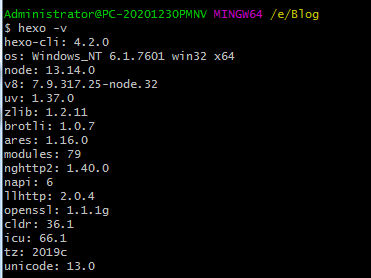 Administrator@PC-20201230PMNV MINGW64 /e/Blog
$ hexo -v
hexo-cli: 4.2.0
os: Windows_NT 6.1.7601 win32 x64
node: 13.14.0
v8: 7.9.317.25-node.32
uv: 1.37.0
zlib: 1.2.11
brotli: 1.0.7
ares: 1.16.0
modules: 79
nghttp2: 1.40.0
napi: 6
llhttp: 2.0.4
openssl: 1.1.1g
cldr: 36.1
icu: 66.1
tz: 2019c
unicode: 13.0